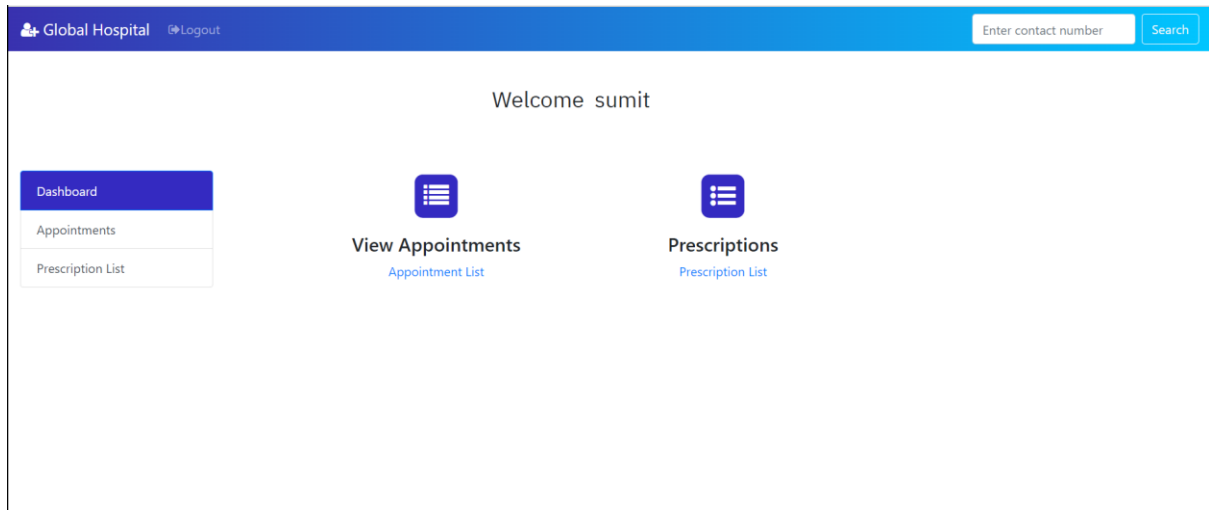 Global Hospital Logout Enter contact number Search
Welcome sumit
Dashboard
Appointments
Prescription List
View Appointments
Appointment List
Prescriptions
Prescription List